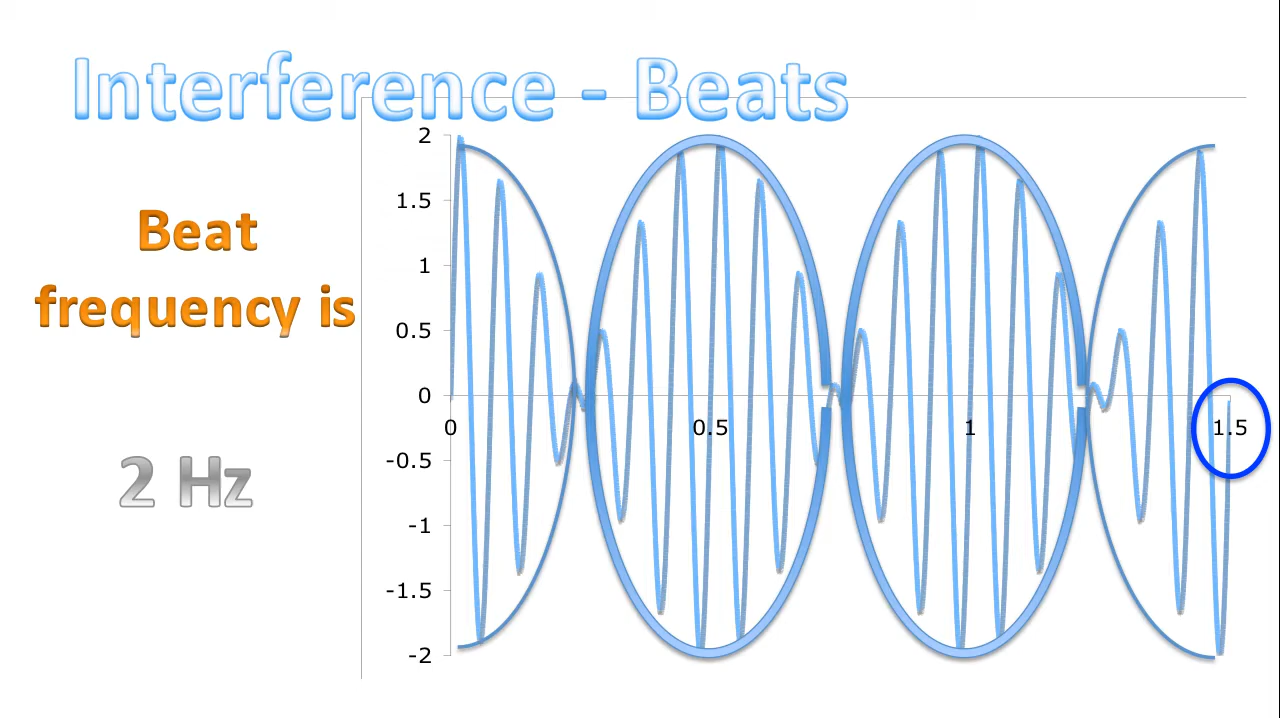 Interference - Beats
Beat
frequency is
2 Hz
2
1.5
1
0.5
0
-0.5
-1
-1.5
-2
0 0.5 1 1.5